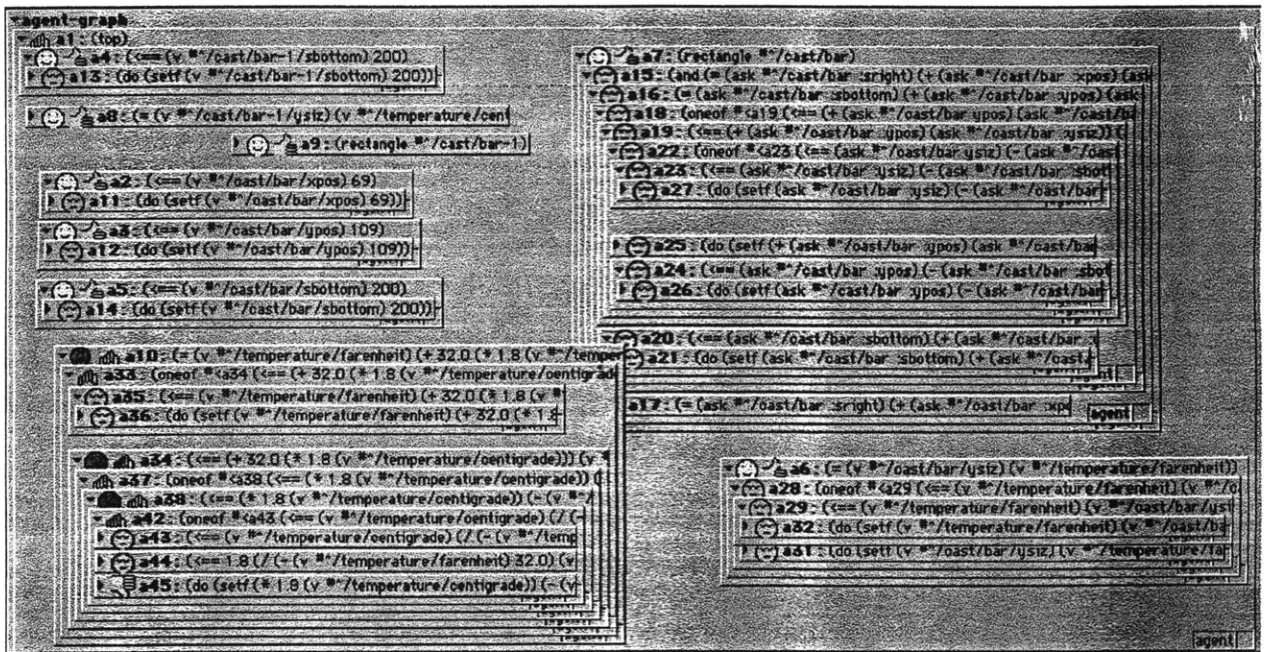 agent-graph
a1: (top)
a4: (<== (v #^/cast/bar-1/sbottom) 200)
a13: (do (setf (v #^/cast/bar-1/sbottom) 200))
a8: (= (v #^/cast/bar-1/ysiz) (v #^/temperature/cent
a9: (rectangle #^/cast/bar-1)
a2: (<== (v #^/cast/bar/xpos) 69)
a11: (do (setf (v #^/cast/bar/xpos) 69))
a3: (<== (v #^/cast/bar/ypos) 109)
a12: (do (setf (v #^/cast/bar/ypos) 109))
a5: (<== (v #^/cast/bar/sbottom) 200)
a14: (do (setf (v #^/cast/bar/sbottom) 200))
a7: (rectangle #^/cast/bar)
a15: (and (= (ask #^/cast/bar :sright) (+ (ask #^/cast/bar :xpos) (ask
a16: (= (ask #^/cast/bar :sbottom) (+ (ask #^/cast/bar :ypos) (ask
a18: (oneof #<a19 (<== (+ (ask #^/cast/bar :ypos) (ask #^/cast/ba
a19: (<== (+ (ask #^/cast/bar :ypos) (ask #^/cast/bar :ysiz)) (
a22: (oneof #<a23 (<== (ask #^/cast/bar :ysiz) (- (ask #^/cast
a23: (<== (ask #^/cast/bar :ysiz) (- (ask #^/cast/bar :sbot
a27: (do (setf (ask #^/cast/bar :ysiz) (- (ask #^/cast/bar
a25: (do (setf (+ (ask #^/cast/bar :ypos) (ask #^/cast/bar
a24: (<== (ask #^/cast/bar :ypos) (- (ask #^/cast/bar :sbot
a26: (do (setf (ask #^/cast/bar :ypos) (- (ask #^/cast/bar
a20: (<== (ask #^/cast/bar :sbottom) (+ (ask #^/cast/bar
a21: (do (setf (ask #^/cast/bar :sbottom) (+ (ask #^/cast
a17: (= (ask #^/cast/bar :sright) (+ (ask #^/cast/bar :xpo
agent
a10: (= (v #^/temperature/farenheit) (+ 32.0 (* 1.8 (v #^/temper
a33: (oneof #<a34 (<== (+ 32.0 (* 1.8 (v #^/temperature/centigrad
a35: (<== (v #^/temperature/farenheit) (+ 32.0 (* 1.8 (v #
a36: (do (setf (v #^/temperature/farenheit) (+ 32.0 (* 1.8
a34: (<== (+ 32.0 (* 1.8 (v #^/temperature/centigrade))) (v
a37: (oneof #<a38 (<== (* 1.8 (v #^/temperature/centigrade)) (
a38: (<== (* 1.8 (v #^/temperature/centigrade)) (- (v #^/
a42: (oneof #<a43 (<== (v #^/temperature/centigrade) (/ (-
a43: (<== (v #^/temperature/centigrade) (/ (- (v #^/temp
a44: (<== 1.8 (/ (- (v #^/temperature/farenheit) 32.0) (v
a45: (do (setf (* 1.8 (v #^/temperature/centigrade)) (- (v
a6: (= (v #^/cast/bar/ysiz) (v #^/temperature/farenheit))
a28: (oneof #<a29 (<== (v #^/temperature/farenheit) (v #^/c
a29: (<== (v #^/temperature/farenheit) (v #^/cast/bar/ysi
a32: (do (setf (v #^/temperature/farenheit) (v #^/cast/ba
a31: (do (setf (v #^/cast/bar/ysiz) (v #^/temperature/fa
agent